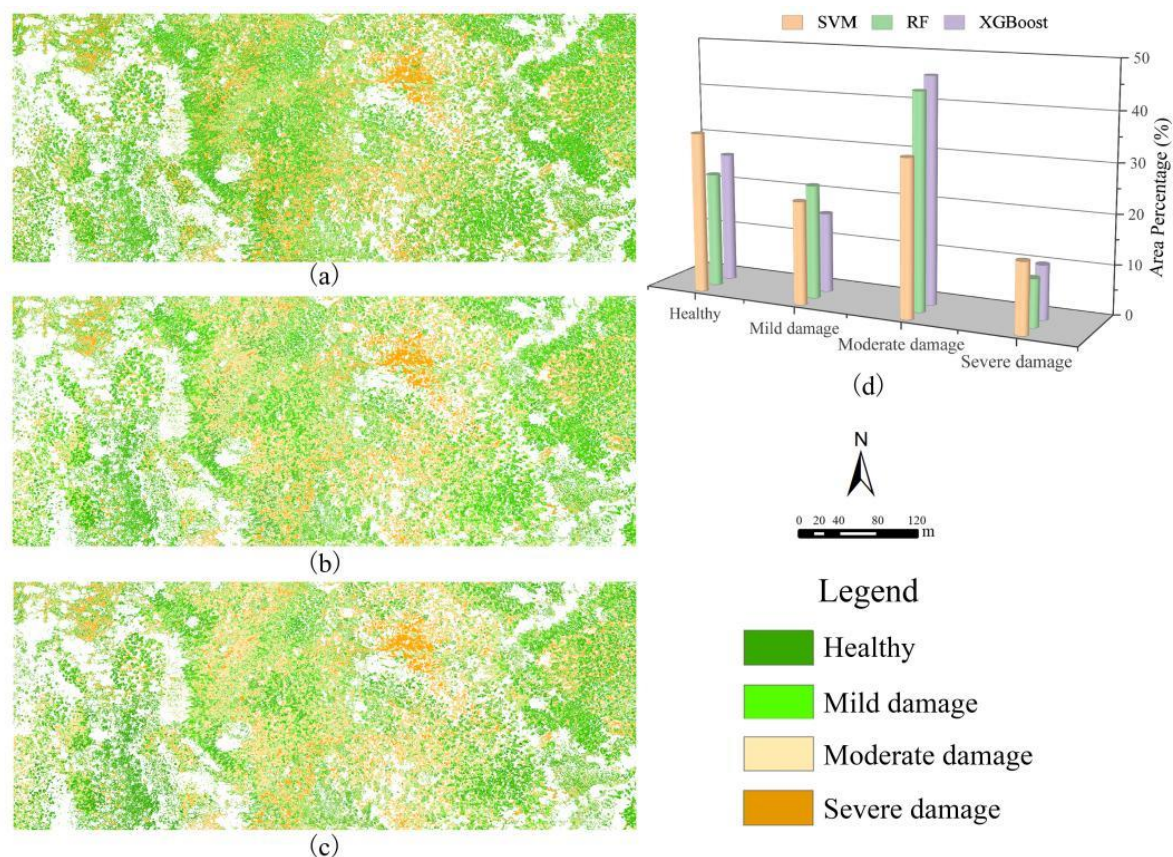 (a)
(b)
(c)
SVM RF XGBoost
50
40
30
20
10
0
Area Percentage (%)
Healthy
Mild damage
Moderate damage
Severe damage
(d)
N
0 20 40 80 120
m
Legend
Healthy
Mild damage
Moderate damage
Severe damage